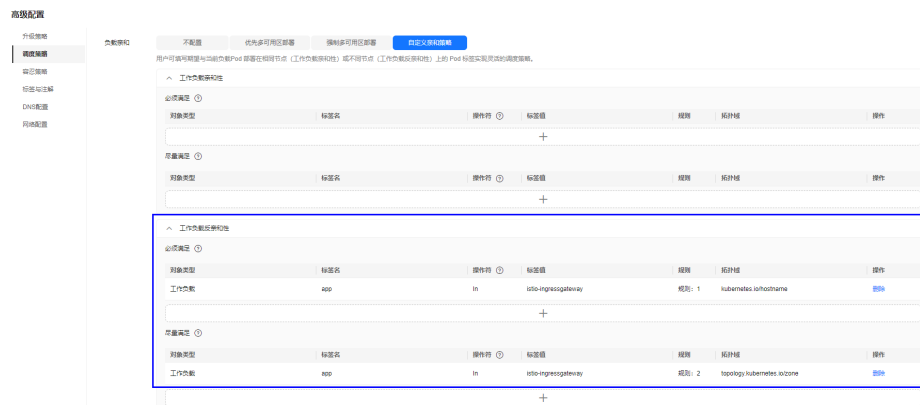 高级配置
升级策略
调度策略
容忍策略
标签与注解
DNS配置
网络配置
负载亲和
不配置
优先多可用区部署
强制多可用区部署
自定义亲和策略
用户可填写期望与当前负载Pod 部署在相同节点（工作负载亲和性）或不同节点（工作负载反亲和性）上的 Pod 标签实现灵活的调度策略。
工作负载亲和性
必须满足
对象类型 标签名 操作符 标签值 规则 拓扑域 操作
尽量满足
对象类型 标签名 操作符 标签值 规则 拓扑域 操作
工作负载反亲和性
必须满足
对象类型 标签名 操作符 标签值 规则 拓扑域 操作
工作负载 app In istio-ingressgateway 规则：1 kubernetes.io/hostname 删除
尽量满足
对象类型 标签名 操作符 标签值 规则 拓扑域 操作
工作负载 app In istio-ingressgateway 规则：2 topology.kubernetes.io/zone 删除